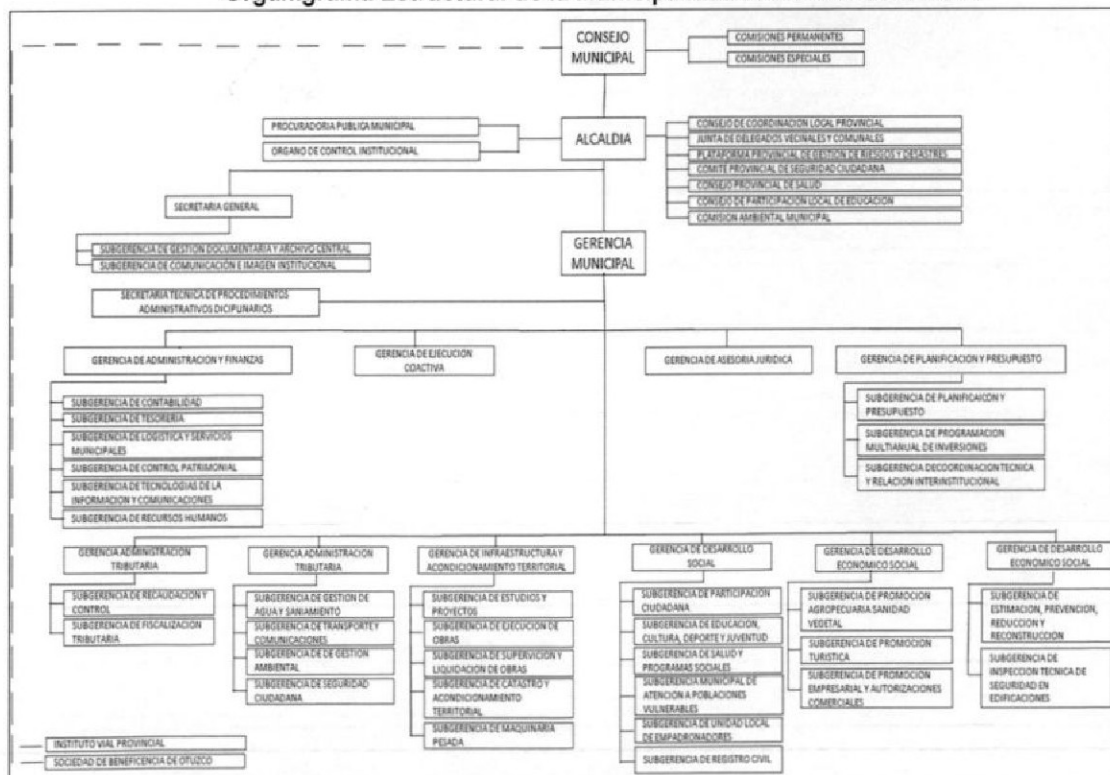 Organigrama Estructural de la Municipalidad
CONSEJO
MUNICIPAL
COMISIONES PERMANENTES
COMISIONES ESPECIALES
PROCURADORIA PUBLICA MUNICIPAL
ORGANO DE CONTROL INSTITUCIONAL
ALCALDIA
CONSEJO DE COORDINACION LOCAL PROVINCIAL
JUNTA DE DELEGADOS VECINALES Y COMUNALES
PLATAFORMA PROVINCIAL DE GESTION DE RIESGOS Y DESASTRES
COMITÉ PROVINCIAL DE SEGURIDAD CIUDADANA
CONSEJO PROVINCIAL DE SALUD
CONSEJO DE PARTICIPACION LOCAL DE EDUCACION
COMISION AMBIENTAL MUNICIPAL
SECRETARIA GENERAL
SUBGERENCIA DE GESTION DOCUMENTARIA Y ARCHIVO CENTRAL
SUBGERENCIA DE COMUNICACIÓN E IMAGEN INSTITUCIONAL
GERENCIA
MUNICIPAL
SECRETARIA TECNICA DE PROCEDIMIENTOS
ADMINISTRATIVOS DICIPUNARIOS
GERENCIA DE ADMINISTRACIÓN Y FINANZAS
SUBGERENCIA DE CONTABILIDAD
SUBGERENCIA DE TESORERIA
SUBGERENCIA DE LOGISTICA Y SERVICIOS
MUNICIPALES
SUBGERENCIA DE CONTROL PATRIMONIAL
SUBGERENCIA DE TECNOLOGIAS DE LA
INFORMACION Y COMUNICACIONES
SUBGERENCIA DE RECURSOS HUMANOS
GERENCIA DE EJECUCION
COACTIVA
GERENCIA DE ASESORIA JURIDICA
GERENCIA DE PLANIFICACION Y PRESUPUESTO
SUBGERENCIA DE PLANIFICAICON Y
PRESUPUESTO
SUBGERENCIA DE PROGRAMACION
MULTIANUAL DE INVERSIONES
SUBGERENCIA DECOORDINACION TECNICA
Y RELACION INTERINSTITUCIONAL
GERENCIA ADMINISTRACION
TRIBUTARIA
SUBGERENCIA DE RECAUDACION
Y CONTROL
SUBGERENCIA DE FISCALIZACION
TRIBUTARIA
GERENCIA ADMINISTRACION
TRIBUTARIA
SUBGERENCIA DE GESTION DE
AGUA Y SANIAMIENTO
SUBGERENCIA DE TRANSPORTE Y
COMUNICACIONES
SUBGERENCIA DE DE GESTION
AMBIENTAL
SUBGERENCIA DE SEGURIDAD
CIUDADANA
GERENCIA DE INFRAESTRUCTURA Y
ACONDICIONAMIENTO TERRITORIAL
SUBGERENCIA DE ESTUDIOS Y
PROYECTOS
SUBGERENCIA DE EJECUCION DE
OBRAS
SUBGERENCIA DE SUPERVICION Y
LIQUIDACION DE OBRAS
SUBGERENCIA DE CATASTRO Y
ACONDICIONAMIENTO
TERRITORIAL
SUBGERENCIA DE MAQUINARIA
PESADA
GERENCIA DE DESARROLLO
SOCIAL
SUBGERENCIA DE PARTICIPACION
CIUDADANA
SUBGERENCIA DE EDUCACION,
CULTURA, DEPORTE Y JUVENTUD
SUBGERENCIA DE SALUD Y
PROGRAMAS SOCIALES
SUBGERENCIA MUNICIPAL DE
ATENCION A POBLACIONES
VULNERABLES
SUBGERENCIA DE UNIDAD LOCAL
DE EMPADRONADORES
SUBGERENCIA DE REGISTRO CIVIL
GERENCIA DE DESARROLLO
ECONOMICO SOCIAL
SUBGERENCIA DE PROMOCION
AGROPECUARIA SANIDAD
VEGETAL
SUBGERENCIA DE PROMOCION
TURISTICA
SUBGERENCIA DE PROMOCION
EMPRESARIAL Y AUTORIZACIONES
COMERCIALES
GERENCIA DE DESARROLLO
ECONOMICO SOCIAL
SUBGERENCIA DE
ESTIMACION, PREVENCION,
REDUCCION Y
RECONSTRUCCIÓN
SUBGERENCIA DE
INSPECCION TECNICA DE
SEGURIDAD EN
EDIFICACIONES
INSTITUTO VIAL PROVINCIAL
SOCIEDAD DE BENEFICENCIA DE OTUZCO